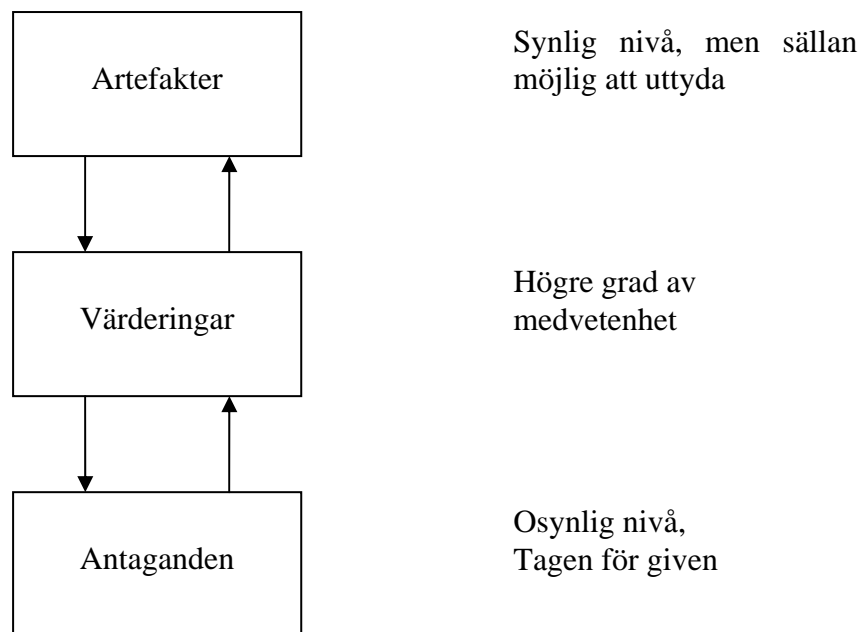 Artefakter
Synlig nivå, men sällan
möjlig att uttyda
Värderingar
Högre grad av
medvetenhet
Antaganden
Osynlig nivå,
Tagen för given